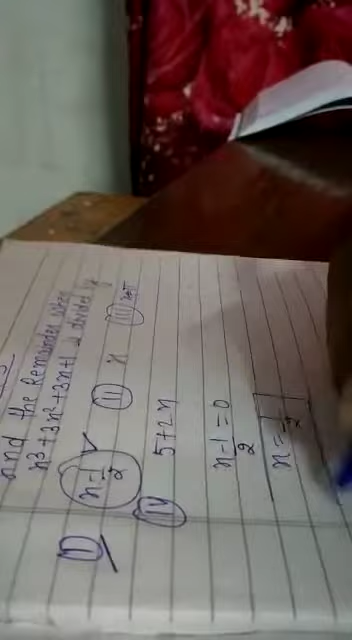 and the Remainder when
x³+3x²+3x+1 is divided by
(I) x-1/2 (II) x (III)
(IV) 5+2x
x-1/2=0
x=1/2